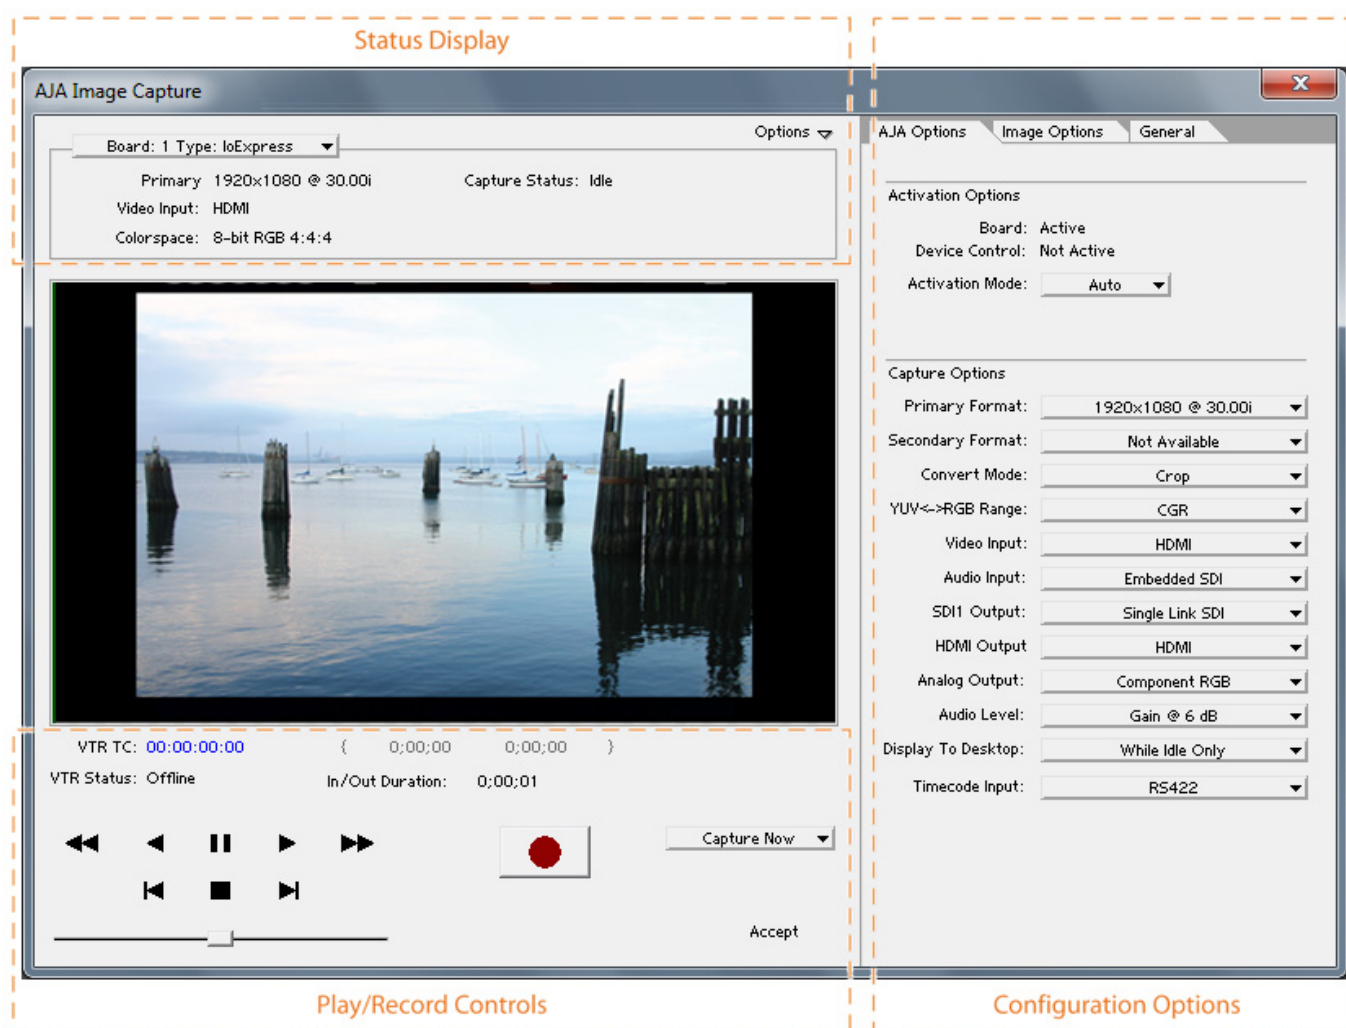 Status Display
AJA Image Capture
Options
Board: 1 Type: IoExpress
Primary 1920x1080 @ 30.00i
Capture Status: Idle
Video Input: HDMI
Colorspace: 8-bit RGB 4:4:4
VTR TC: 00:00:00:00
{ 0;00;00 0;00;00 }
VTR Status: Offline
In/Out Duration: 0;00;01
Capture Now
Accept
Play/Record Controls
AJA Options
Image Options
General
Activation Options
Board: Active
Device Control: Not Active
Activation Mode: Auto
Capture Options
Primary Format: 1920x1080 @ 30.00i
Secondary Format: Not Available
Convert Mode: Crop
YUV<->RGB Range: CGR
Video Input: HDMI
Audio Input: Embedded SDI
SDI1 Output: Single Link SDI
HDMI Output HDMI
Analog Output: Component RGB
Audio Level: Gain @ 6 dB
Display To Desktop: While Idle Only
Timecode Input: RS422
Configuration Options